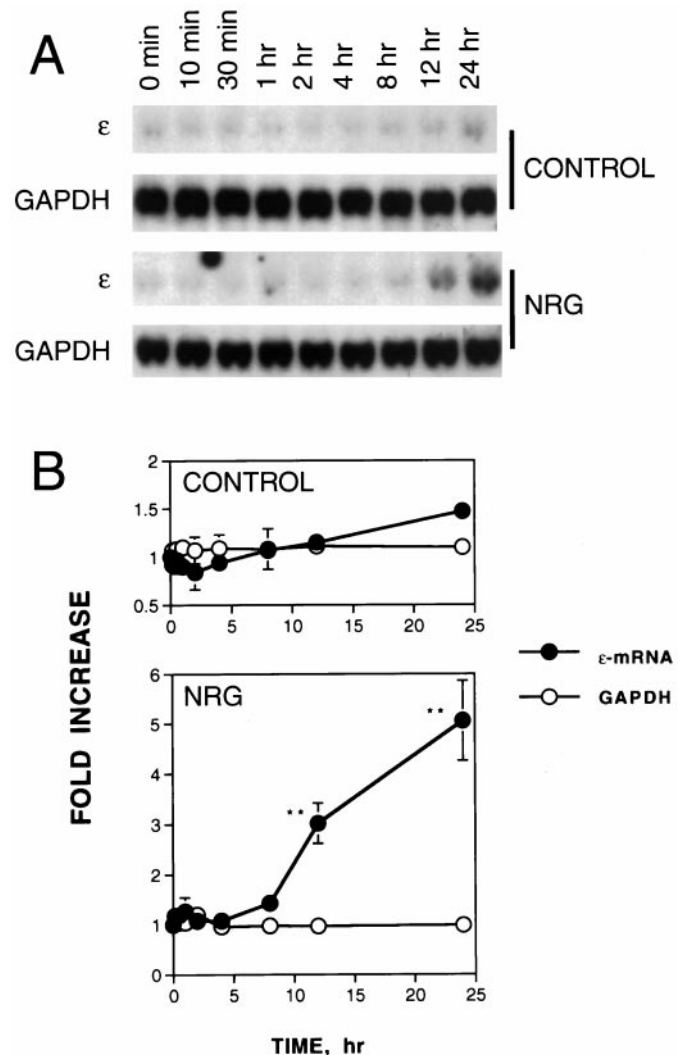 A
0 min 10 min 30 min 1 hr 2 hr 4 hr 8 hr 12 hr 24 hr
ε
CONTROL
GAPDH
ε
NRG
GAPDH
B
FOLD INCREASE
2
CONTROL
1.5
1
0.5
0 5 10 15 20 25
ε-mRNA
GAPDH
6
NRG
5
**
4
3
**
2
1
0
0 5 10 15 20 25
TIME, hr